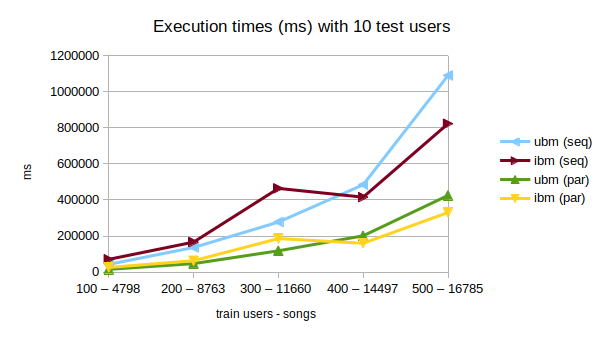 Execution times (ms) with 10 test users
1200000
1000000
800000
600000
400000
200000
0
ms
100 – 4798
200 – 8763
300 – 11660
400 – 14497
500 – 16785
train users - songs
ubm (seq)
ibm (seq)
ubm (par)
ibm (par)